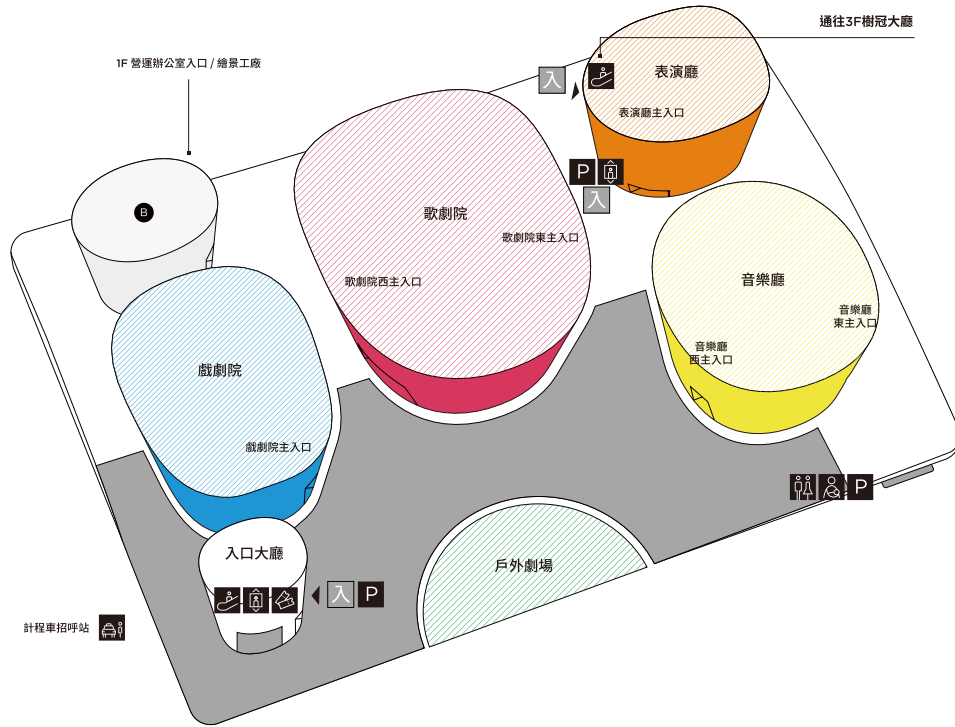 通往3F樹冠大廳
1F 營運辦公室入口 / 繪景工廠
入
表演廳
表演廳主入口
P
入
B
歌劇院
歌劇院東主入口
歌劇院西主入口
音樂廳
音樂廳
東主入口
音樂廳
西主入口
戲劇院
戲劇院主入口
P
入口大廳
戶外劇場
入 P
計程車招呼站